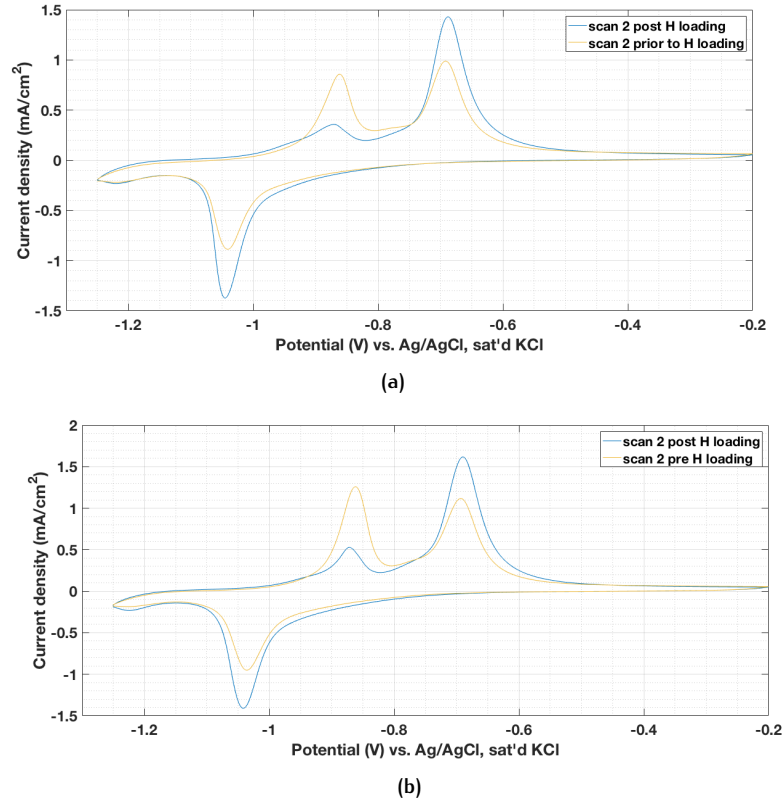 1.5
1
0.5
0
-0.5
-1
-1.5
Current density (mA/cm²)
scan 2 post H loading
scan 2 prior to H loading
-1.2
-1
-0.8
-0.6
-0.4
-0.2
Potential (V) vs. Ag/AgCl, sat'd KCl
(a)
2
1.5
1
0.5
0
-0.5
-1
-1.5
Current density (mA/cm²)
scan 2 post H loading
scan 2 pre H loading
-1.2
-1
-0.8
-0.6
-0.4
-0.2
Potential (V) vs. Ag/AgCl, sat'd KCl
(b)